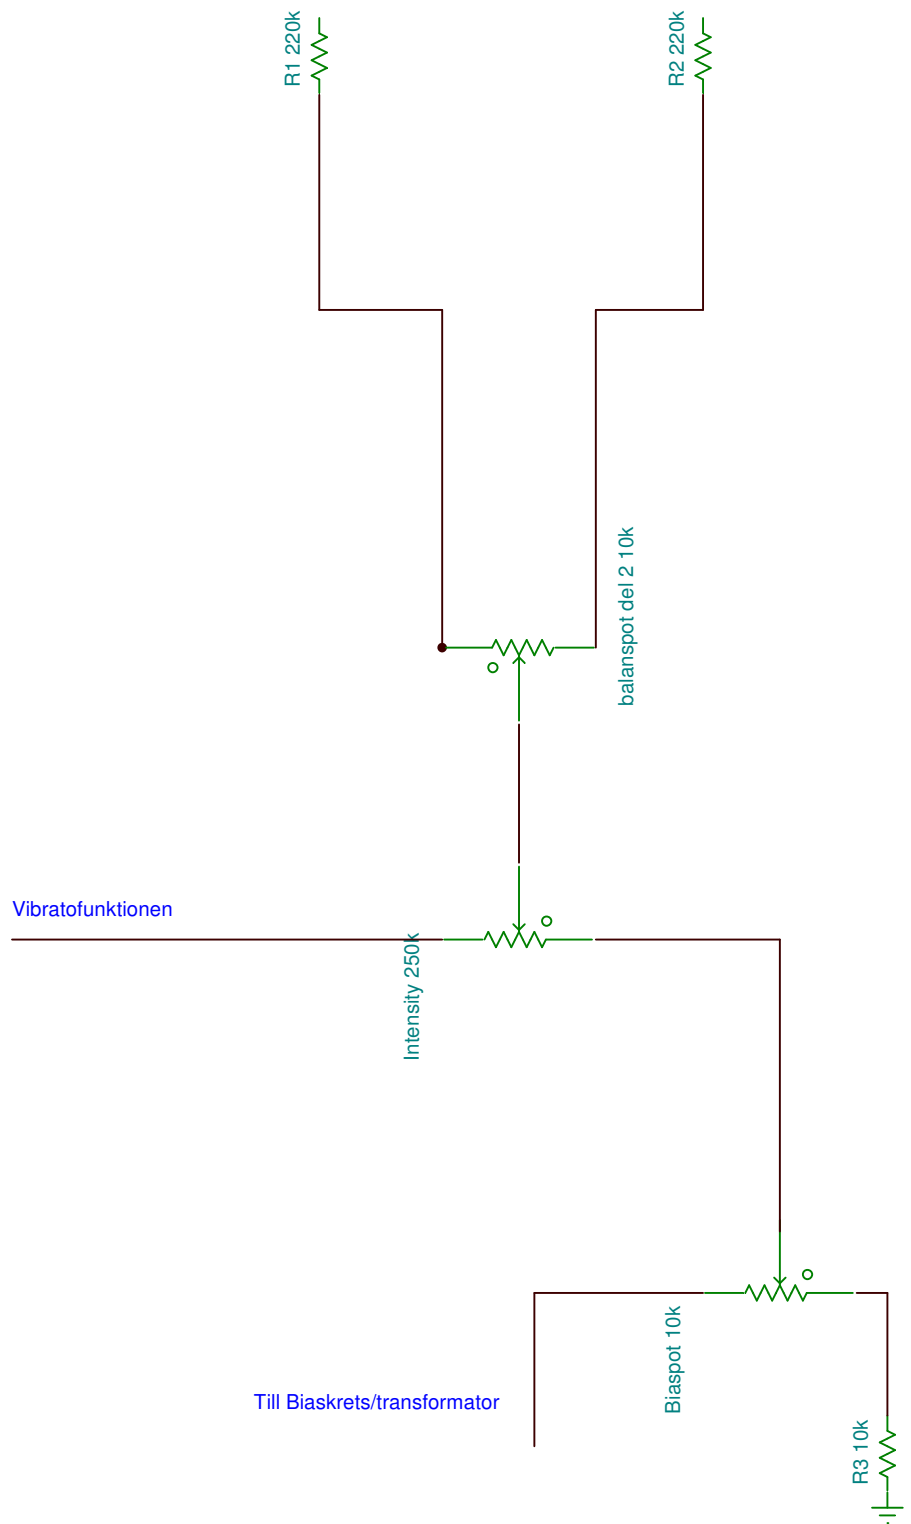 R1 220k
R2 220k
balanspot del 2 10k
Vibratofunktionen
Intensity 250k
Biaspot 10k
Till Biaskrets/transformator
R3 10k